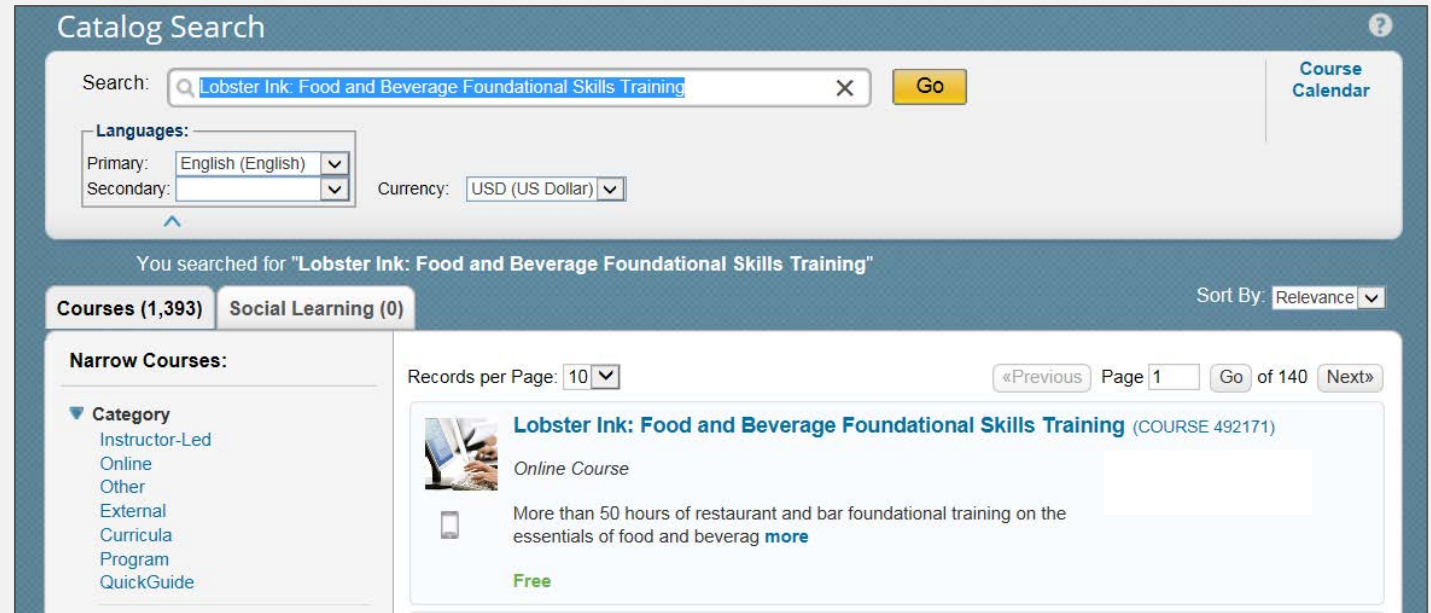 Catalog Search
?
Search: Lobster Ink: Food and Beverage Foundational Skills Training X Go
Course
Calendar
Languages:
Primary: English (English)
Secondary: Currency: USD (US Dollar)
You searched for "Lobster Ink: Food and Beverage Foundational Skills Training"
Courses (1,393) Social Learning (0) Sort By: Relevance
Narrow Courses:
Records per Page: 10 «Previous Page 1 Go of 140 Next»
Category
Instructor-Led
Online
Other
External
Curricula
Program
QuickGuide
Lobster Ink: Food and Beverage Foundational Skills Training (COURSE 492171)
Online Course
More than 50 hours of restaurant and bar foundational training on the
essentials of food and beverag more
Free